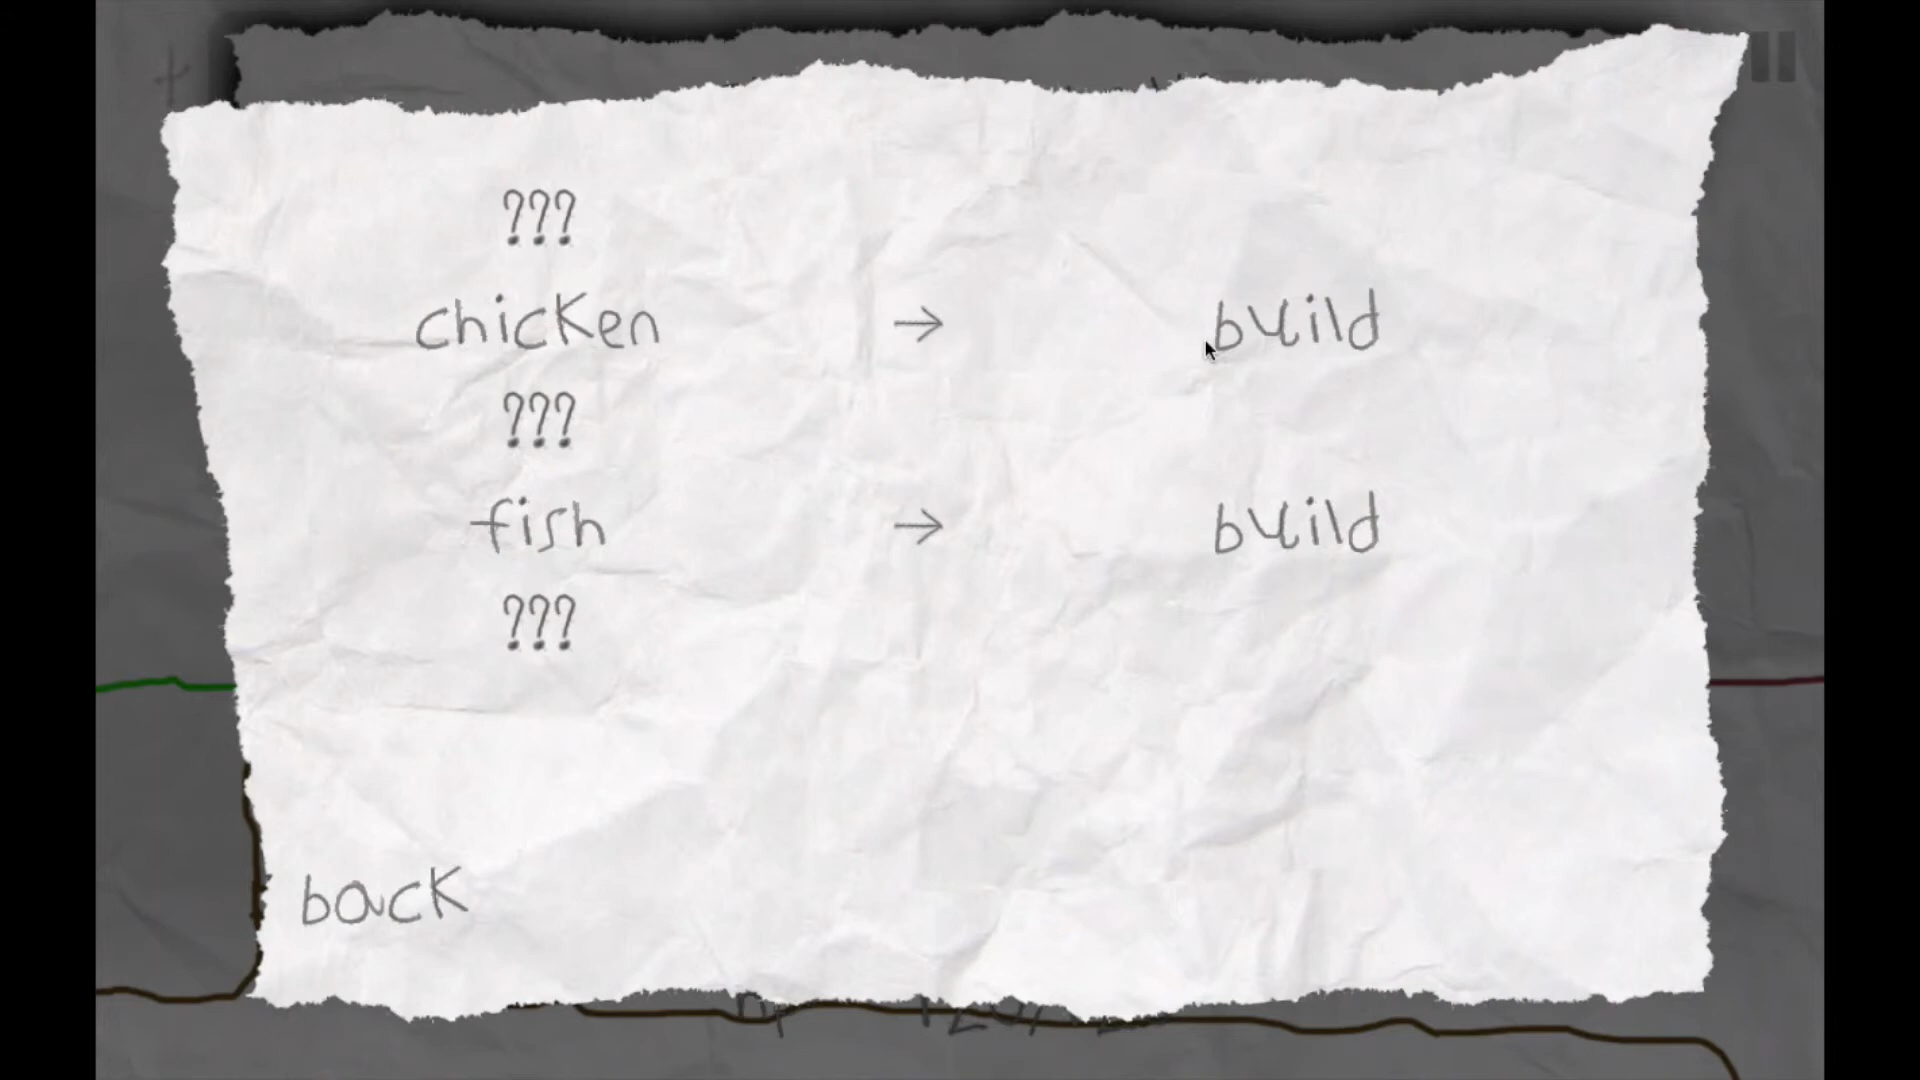 ???
chicken → build
???
fish → build
???
back